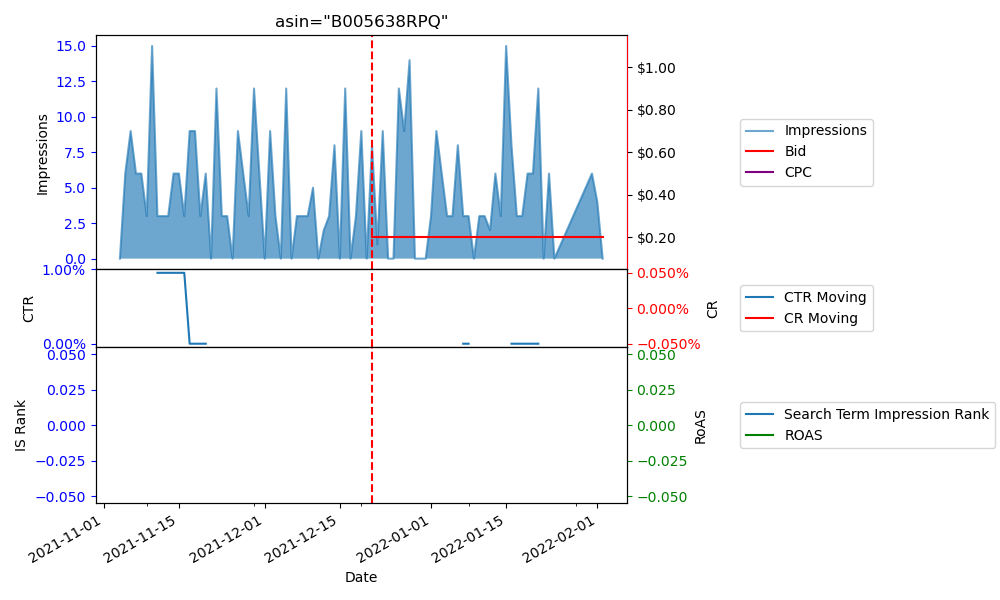 asin="B005638RPQ"
15.0
12.5
10.0
7.5
5.0
2.5
0.0
Impressions
$1.00
$0.80
$0.60
$0.40
$0.20
Impressions
Bid
CPC
1.00%
0.00%
CTR
0.050%
0.000%
−0.050%
CR
CTR Moving
CR Moving
0.050
0.025
0.000
−0.025
−0.050
IS Rank
0.050
0.025
0.000
−0.025
−0.050
RoAS
Search Term Impression Rank
ROAS
2021-11-01
2021-11-15
2021-12-01
2021-12-15
2022-01-01
2022-01-15
2022-02-01
Date